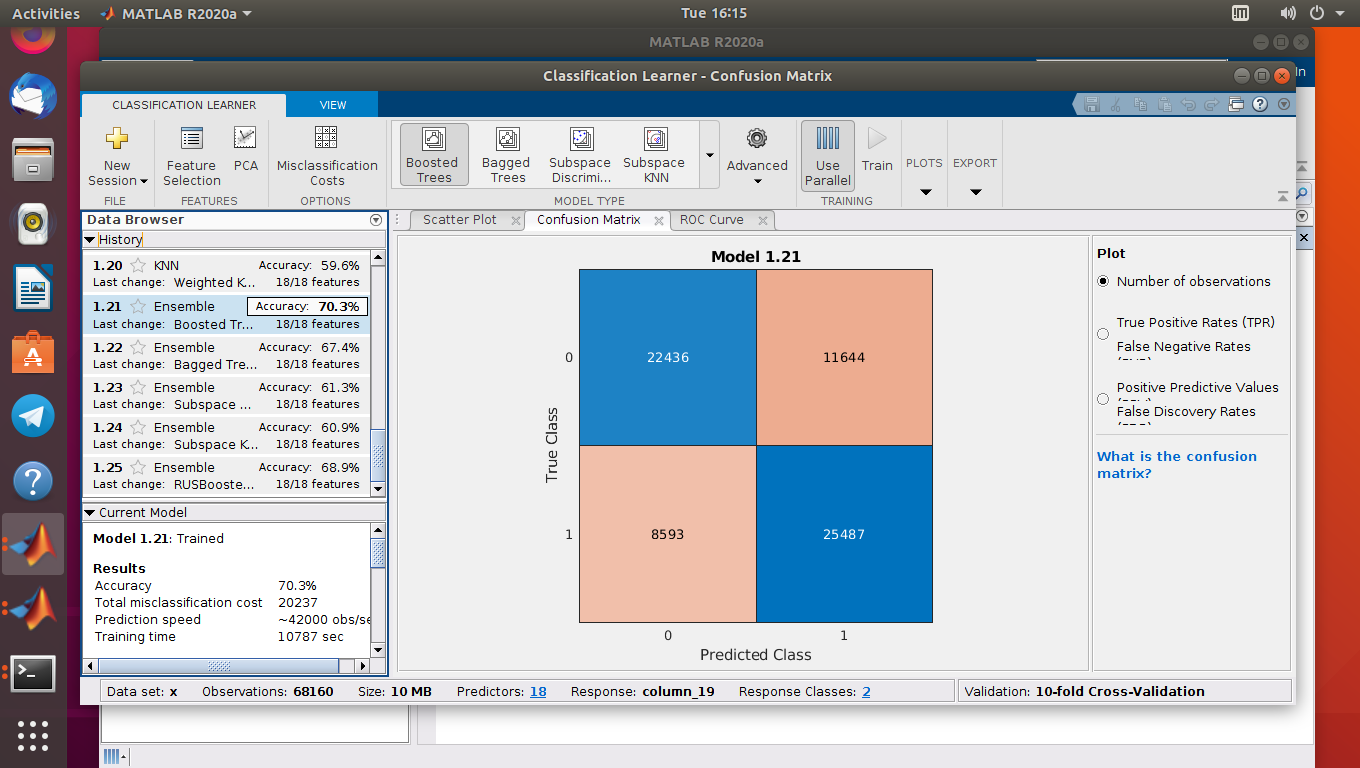 Activities
MATLAB R2020a
Tue 16:15
MATLAB R2020a
Classification Learner - Confusion Matrix
In
CLASSIFICATION LEARNER
VIEW
New Session
Feature Selection
PCA
Misclassification Costs
Boosted Trees
Bagged Trees
Subspace Discrimi...
Subspace KNN
Advanced
Use Parallel
Train
PLOTS
EXPORT
FILE
FEATURES
OPTIONS
MODEL TYPE
TRAINING
Data Browser
History
1.20 KNN Accuracy: 59.6%
Last change: Weighted K... 18/18 features
1.21 Ensemble Accuracy: 70.3%
Last change: Boosted Tr... 18/18 features
1.22 Ensemble Accuracy: 67.4%
Last change: Bagged Tre... 18/18 features
1.23 Ensemble Accuracy: 61.3%
Last change: Subspace ... 18/18 features
1.24 Ensemble Accuracy: 60.9%
Last change: Subspace K... 18/18 features
1.25 Ensemble Accuracy: 68.9%
Last change: RUSBooste... 18/18 features
Current Model
Model 1.21: Trained
Results
Accuracy 70.3%
Total misclassification cost 20237
Prediction speed ~42000 obs/se
Training time 10787 sec
Scatter Plot
Confusion Matrix
ROC Curve
Model 1.21
0
22436
11644
True Class
1
8593
25487
0
1
Predicted Class
Plot
Number of observations
True Positive Rates (TPR)
False Negative Rates
Positive Predictive Values
False Discovery Rates
What is the confusion
matrix?
Data set: x Observations: 68160 Size: 10 MB Predictors: 18 Response: column_19 Response Classes: 2
Validation: 10-fold Cross-Validation